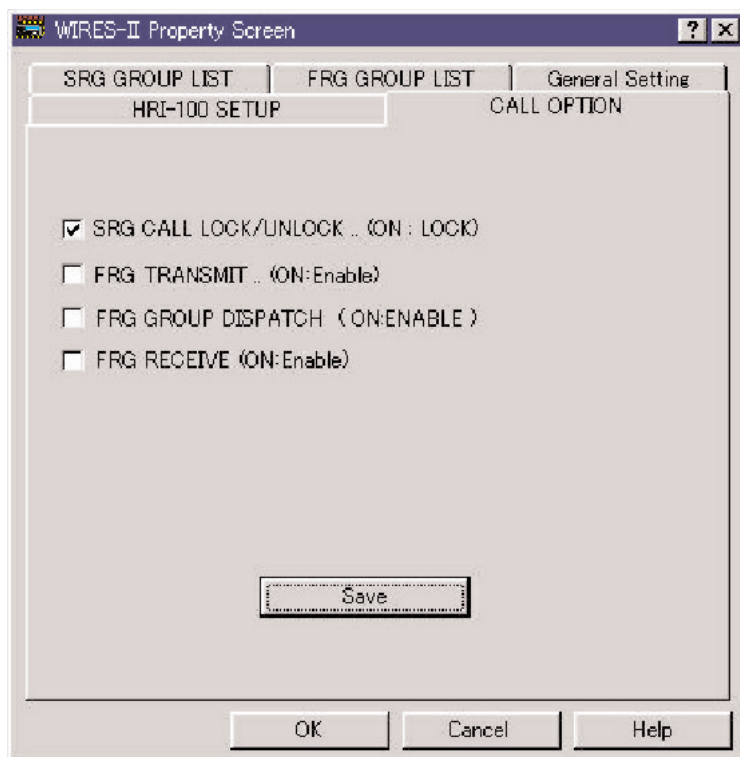 WIRES-II Property Screen
SRG GROUP LIST
FRG GROUP LIST
General Setting
HRI-100 SETUP
CALL OPTION
SRG CALL LOCK/UNLOCK .. (ON : LOCK)
FRG TRANSMIT .. (ON:Enable)
FRG GROUP DISPATCH ( ON:ENABLE )
FRG RECEIVE (ON:Enable)
Save
OK
Cancel
Help